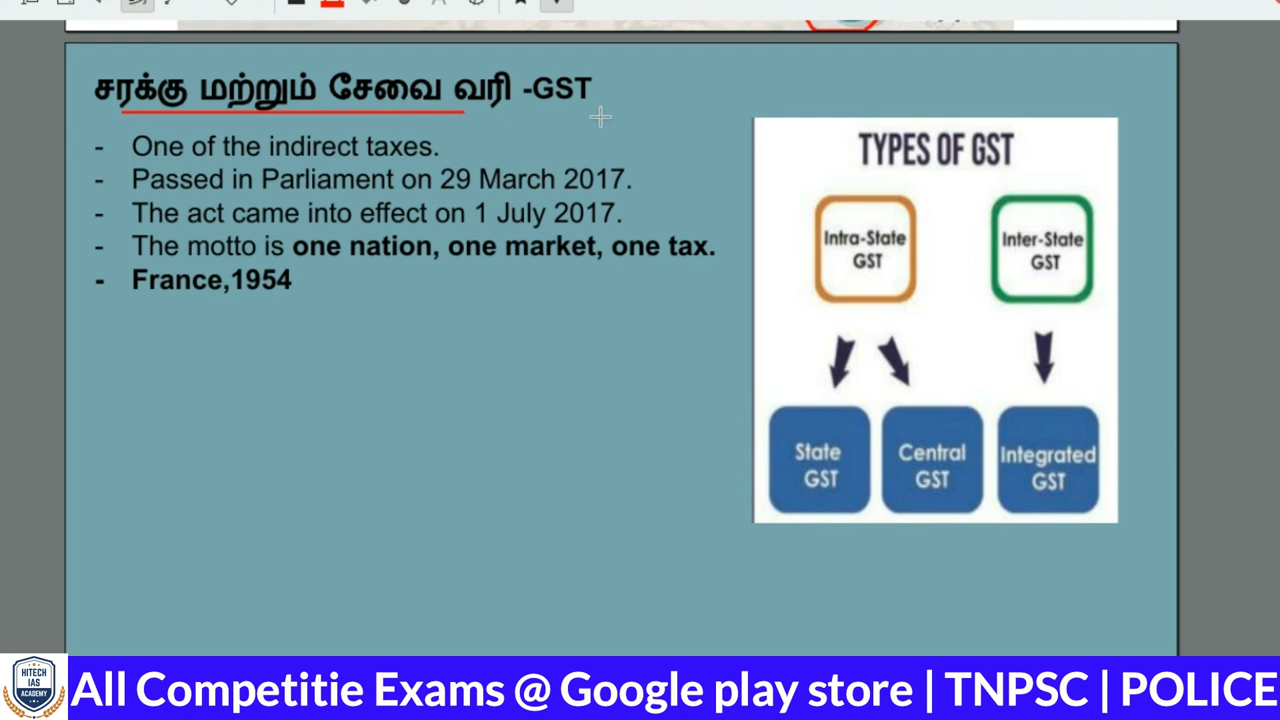 சரக்கு மற்றும் சேவை வரி -GST
- One of the indirect taxes.
- Passed in Parliament on 29 March 2017.
- The act came into effect on 1 July 2017.
- The motto is one nation, one market, one tax.
- France,1954
TYPES OF GST
Intra-State
GST
Inter-State
GST
State
GST
Central
GST
Integrated
GST
HITECH
IAS
ACADEMY
All Competitie Exams @ Google play store | TNPSC | POLICE